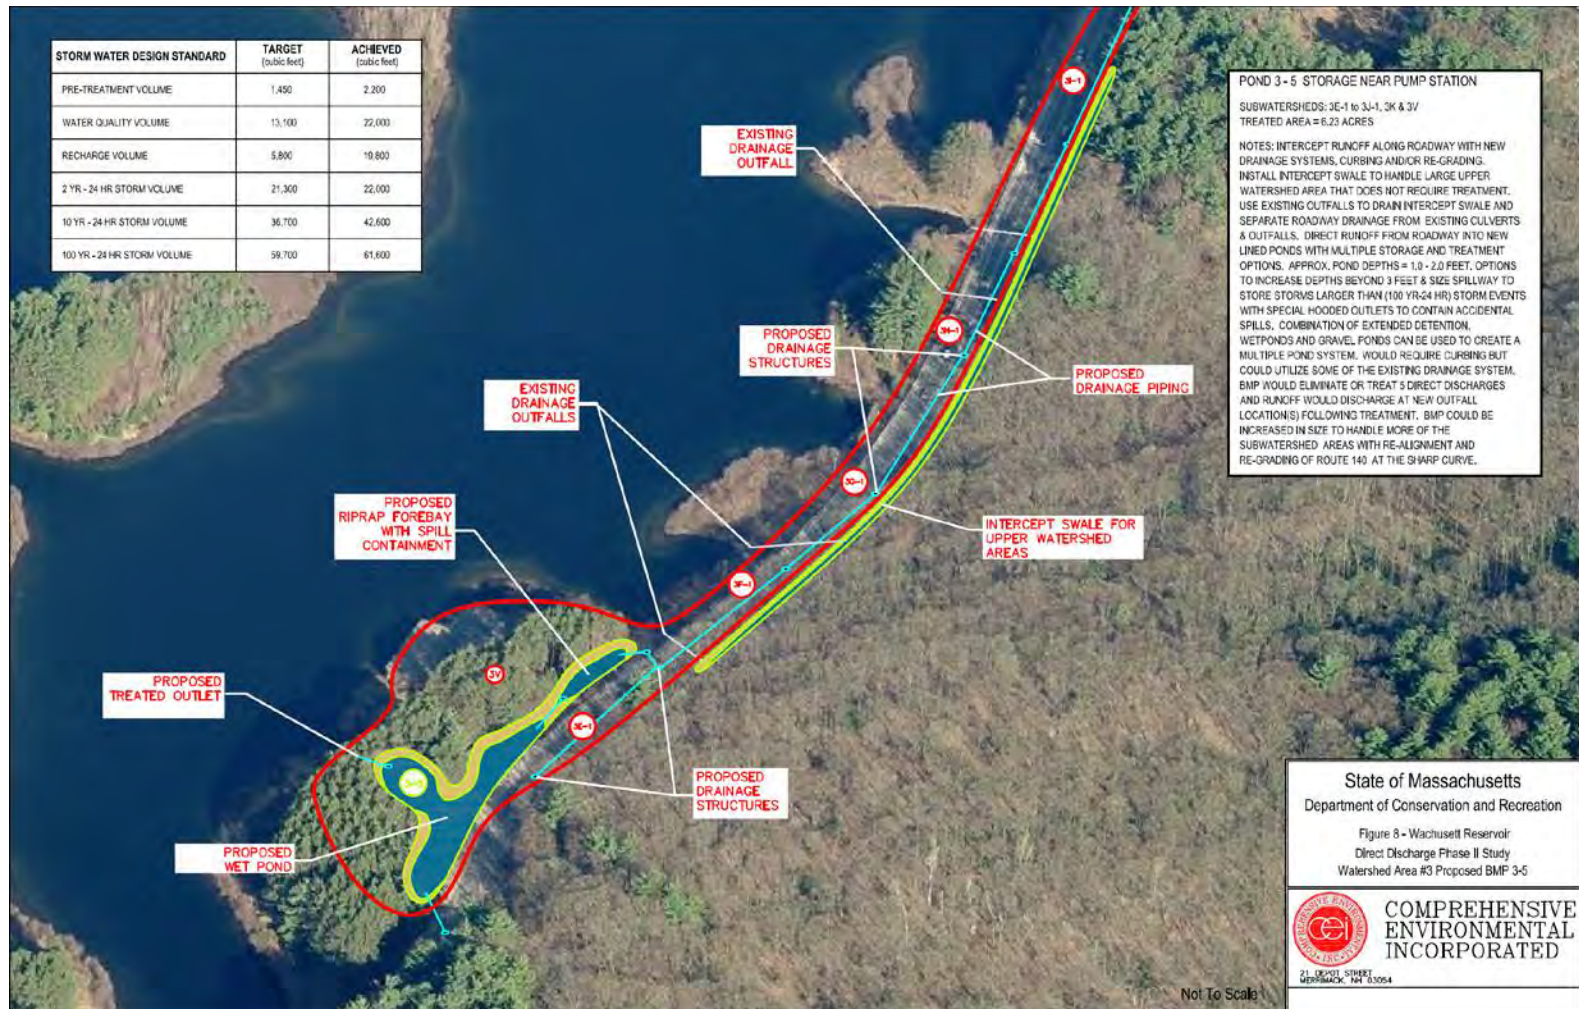 STORM WATER DESIGN STANDARD TARGET (cubic feet) ACHIEVED (cubic feet)
PRE-TREATMENT VOLUME 1,450 2,200
WATER QUALITY VOLUME 13,100 22,000
RECHARGE VOLUME 5,800 19,800
2 YR - 24 HR STORM VOLUME 21,300 22,000
10 YR - 24 HR STORM VOLUME 36,700 42,600
100 YR - 24 HR STORM VOLUME 59,700 61,600
POND 3 - 5 STORAGE NEAR PUMP STATION
SUBWATERSHEDS: 3E-1 to 3J-1, 3K & 3V
TREATED AREA = 6.23 ACRES
NOTES: INTERCEPT RUNOFF ALONG ROADWAY WITH NEW
DRAINAGE SYSTEMS, CURBING AND/OR RE-GRADING.
INSTALL INTERCEPT SWALE TO HANDLE LARGE UPPER
WATERSHED AREA THAT DOES NOT REQUIRE TREATMENT.
USE EXISTING OUTFALLS TO DRAIN INTERCEPT SWALE AND
SEPARATE ROADWAY DRAINAGE FROM EXISTING CULVERTS
& OUTFALLS. DIRECT RUNOFF FROM ROADWAY INTO NEW
LINED PONDS WITH MULTIPLE STORAGE AND TREATMENT
OPTIONS. APPROX. POND DEPTHS = 1.0 - 2.0 FEET. OPTIONS
TO INCREASE DEPTHS BEYOND 3 FEET & SIZE SPILLWAY TO
STORE STORMS LARGER THAN (100 YR-24 HR) STORM EVENTS
WITH SPECIAL HOODED OUTLETS TO CONTAIN ACCIDENTAL
SPILLS. COMBINATION OF EXTENDED DETENTION,
WETPONDS AND GRAVEL PONDS CAN BE USED TO CREATE A
MULTIPLE POND SYSTEM. WOULD REQUIRE CURBING BUT
COULD UTILIZE SOME OF THE EXISTING DRAINAGE SYSTEM.
BMP WOULD ELIMINATE OR TREAT 5 DIRECT DISCHARGES
AND RUNOFF WOULD DISCHARGE AT NEW OUTFALL
LOCATION(S) FOLLOWING TREATMENT. BMP COULD BE
INCREASED IN SIZE TO HANDLE MORE OF THE
SUBWATERSHED AREAS WITH RE-ALIGNMENT AND
RE-GRADING OF ROUTE 140 AT THE SHARP CURVE.
3I-1
EXISTING
DRAINAGE
OUTFALL
3H-1
PROPOSED
DRAINAGE
STRUCTURES
PROPOSED
DRAINAGE PIPING
EXISTING
DRAINAGE
OUTFALLS
3G-1
PROPOSED
RIPRAP FOREBAY
WITH SPILL
CONTAINMENT
INTERCEPT SWALE FOR
UPPER WATERSHED
AREAS
3F-1
3V
PROPOSED
TREATED OUTLET
3E-1
PROPOSED
DRAINAGE
STRUCTURES
PROPOSED
WET POND
State of Massachusetts
Department of Conservation and Recreation
Figure 8 - Wachusett Reservoir
Direct Discharge Phase II Study
Watershed Area #3 Proposed BMP 3-5
COMPREHENSIVE ENVIRONMENTAL INC.
cei
COMPREHENSIVE
ENVIRONMENTAL
INCORPORATED
21 DEPOT STREET
MERRIMACK, NH 03054
Not To Scale